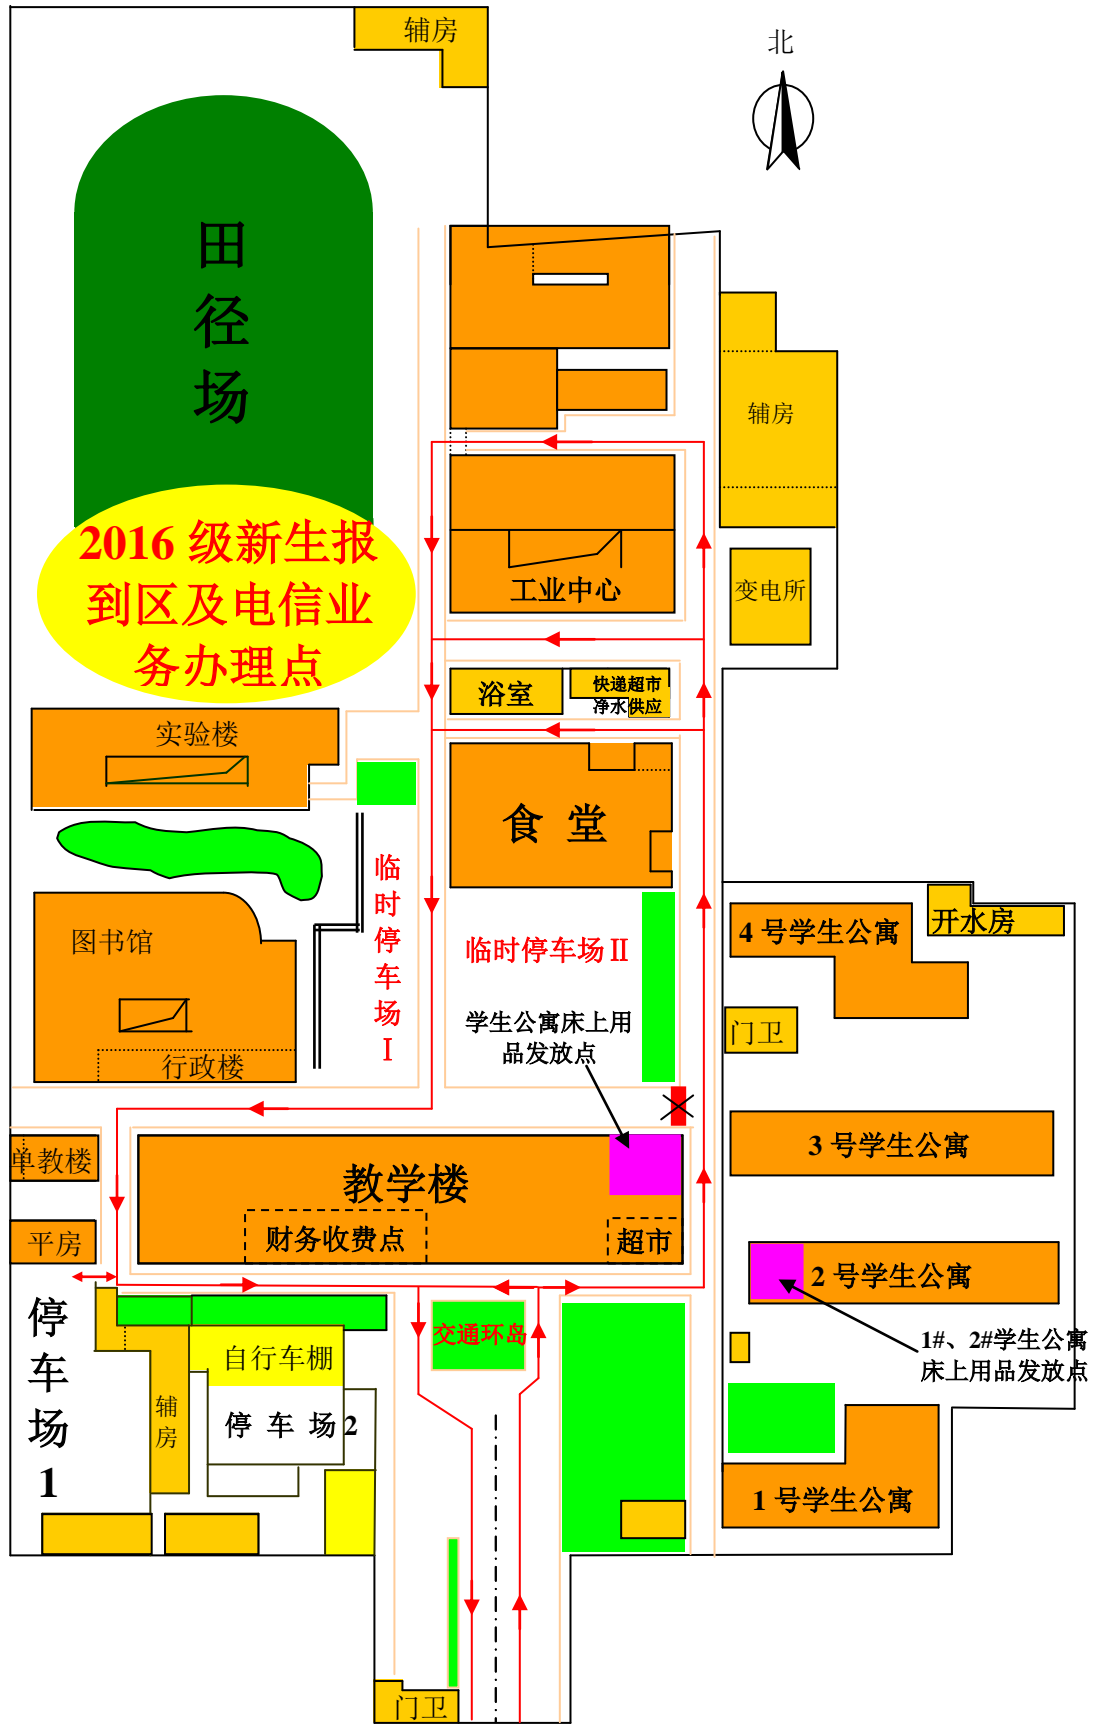 辅房
北
田
径
场
辅房
2016 级新生报
到区及电信业
务办理点
工业中心
变电所
浴室
快递超市
净水供应
实验楼
食 堂
临
时
停
车
场
Ⅰ
图书馆
行政楼
临时停车场Ⅱ
学生公寓床上用
品发放点
4 号学生公寓
开水房
门卫
3 号学生公寓
单教楼
教学楼
财务收费点
超市
平房
2 号学生公寓
1#、2#学生公寓
床上用品发放点
停
车
场
1
交通环岛
自行车棚
辅
房
停 车 场 2
1 号学生公寓
门卫